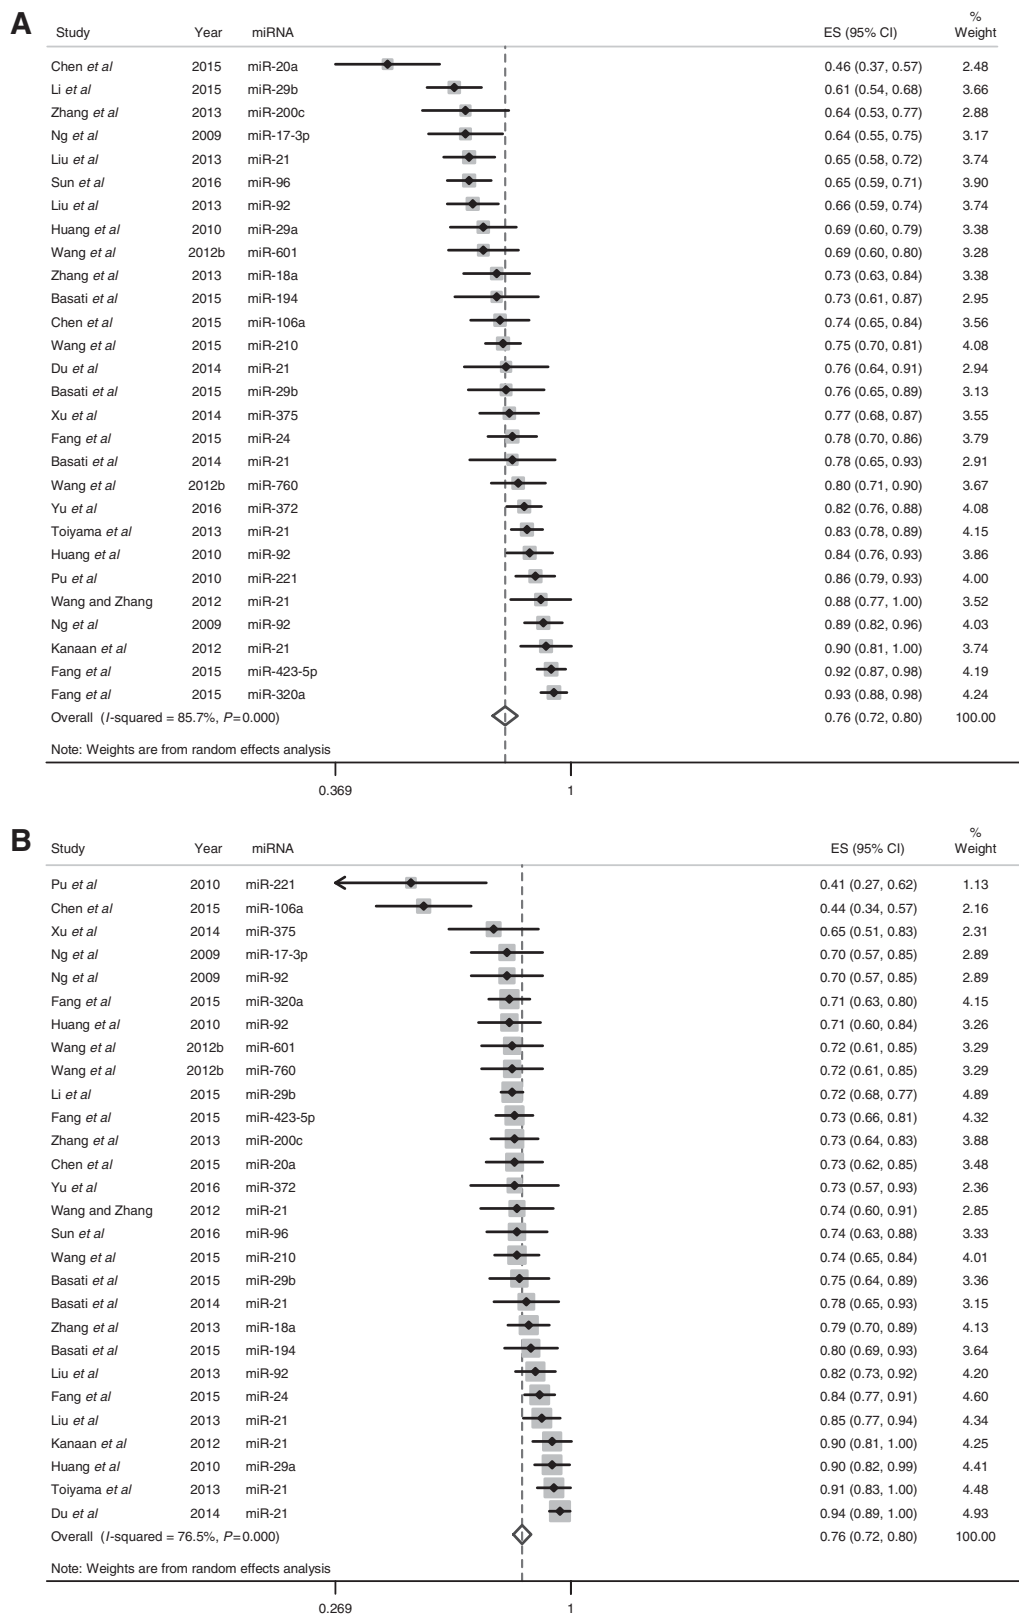 A
Study Year miRNA ES (95% CI) % Weight
Chen et al 2015 miR-20a 0.46 (0.37, 0.57) 2.48
Li et al 2015 miR-29b 0.61 (0.54, 0.68) 3.66
Zhang et al 2013 miR-200c 0.64 (0.53, 0.77) 2.88
Ng et al 2009 miR-17-3p 0.64 (0.55, 0.75) 3.17
Liu et al 2013 miR-21 0.65 (0.58, 0.72) 3.74
Sun et al 2016 miR-96 0.65 (0.59, 0.71) 3.90
Liu et al 2013 miR-92 0.66 (0.59, 0.74) 3.74
Huang et al 2010 miR-29a 0.69 (0.60, 0.79) 3.38
Wang et al 2012b miR-601 0.69 (0.60, 0.80) 3.28
Zhang et al 2013 miR-18a 0.73 (0.63, 0.84) 3.38
Basati et al 2015 miR-194 0.73 (0.61, 0.87) 2.95
Chen et al 2015 miR-106a 0.74 (0.65, 0.84) 3.56
Wang et al 2015 miR-210 0.75 (0.70, 0.81) 4.08
Du et al 2014 miR-21 0.76 (0.64, 0.91) 2.94
Basati et al 2015 miR-29b 0.76 (0.65, 0.89) 3.13
Xu et al 2014 miR-375 0.77 (0.68, 0.87) 3.55
Fang et al 2015 miR-24 0.78 (0.70, 0.86) 3.79
Basati et al 2014 miR-21 0.78 (0.65, 0.93) 2.91
Wang et al 2012b miR-760 0.80 (0.71, 0.90) 3.67
Yu et al 2016 miR-372 0.82 (0.76, 0.88) 4.08
Toiyama et al 2013 miR-21 0.83 (0.78, 0.89) 4.15
Huang et al 2010 miR-92 0.84 (0.76, 0.93) 3.86
Pu et al 2010 miR-221 0.86 (0.79, 0.93) 4.00
Wang and Zhang 2012 miR-21 0.88 (0.77, 1.00) 3.52
Ng et al 2009 miR-92 0.89 (0.82, 0.96) 4.03
Kanaan et al 2012 miR-21 0.90 (0.81, 1.00) 3.74
Fang et al 2015 miR-423-5p 0.92 (0.87, 0.98) 4.19
Fang et al 2015 miR-320a 0.93 (0.88, 0.98) 4.24
Overall (I-squared = 85.7%, P=0.000) 0.76 (0.72, 0.80) 100.00
Note: Weights are from random effects analysis
0.369 1
B
Study Year miRNA ES (95% CI) % Weight
Pu et al 2010 miR-221 0.41 (0.27, 0.62) 1.13
Chen et al 2015 miR-106a 0.44 (0.34, 0.57) 2.16
Xu et al 2014 miR-375 0.65 (0.51, 0.83) 2.31
Ng et al 2009 miR-17-3p 0.70 (0.57, 0.85) 2.89
Ng et al 2009 miR-92 0.70 (0.57, 0.85) 2.89
Fang et al 2015 miR-320a 0.71 (0.63, 0.80) 4.15
Huang et al 2010 miR-92 0.71 (0.60, 0.84) 3.26
Wang et al 2012b miR-601 0.72 (0.61, 0.85) 3.29
Wang et al 2012b miR-760 0.72 (0.61, 0.85) 3.29
Li et al 2015 miR-29b 0.72 (0.68, 0.77) 4.89
Fang et al 2015 miR-423-5p 0.73 (0.66, 0.81) 4.32
Zhang et al 2013 miR-200c 0.73 (0.64, 0.83) 3.88
Chen et al 2015 miR-20a 0.73 (0.62, 0.85) 3.48
Yu et al 2016 miR-372 0.73 (0.57, 0.93) 2.36
Wang and Zhang 2012 miR-21 0.74 (0.60, 0.91) 2.85
Sun et al 2016 miR-96 0.74 (0.63, 0.88) 3.33
Wang et al 2015 miR-210 0.74 (0.65, 0.84) 4.01
Basati et al 2015 miR-29b 0.75 (0.64, 0.89) 3.36
Basati et al 2014 miR-21 0.78 (0.65, 0.93) 3.15
Zhang et al 2013 miR-18a 0.79 (0.70, 0.89) 4.13
Basati et al 2015 miR-194 0.80 (0.69, 0.93) 3.64
Liu et al 2013 miR-92 0.82 (0.73, 0.92) 4.20
Fang et al 2015 miR-24 0.84 (0.77, 0.91) 4.60
Liu et al 2013 miR-21 0.85 (0.77, 0.94) 4.34
Kanaan et al 2012 miR-21 0.90 (0.81, 1.00) 4.25
Huang et al 2010 miR-29a 0.90 (0.82, 0.99) 4.41
Toiyama et al 2013 miR-21 0.91 (0.83, 1.00) 4.48
Du et al 2014 miR-21 0.94 (0.89, 1.00) 4.93
Overall (I-squared = 76.5%, P=0.000) 0.76 (0.72, 0.80) 100.00
Note: Weights are from random effects analysis
0.269 1